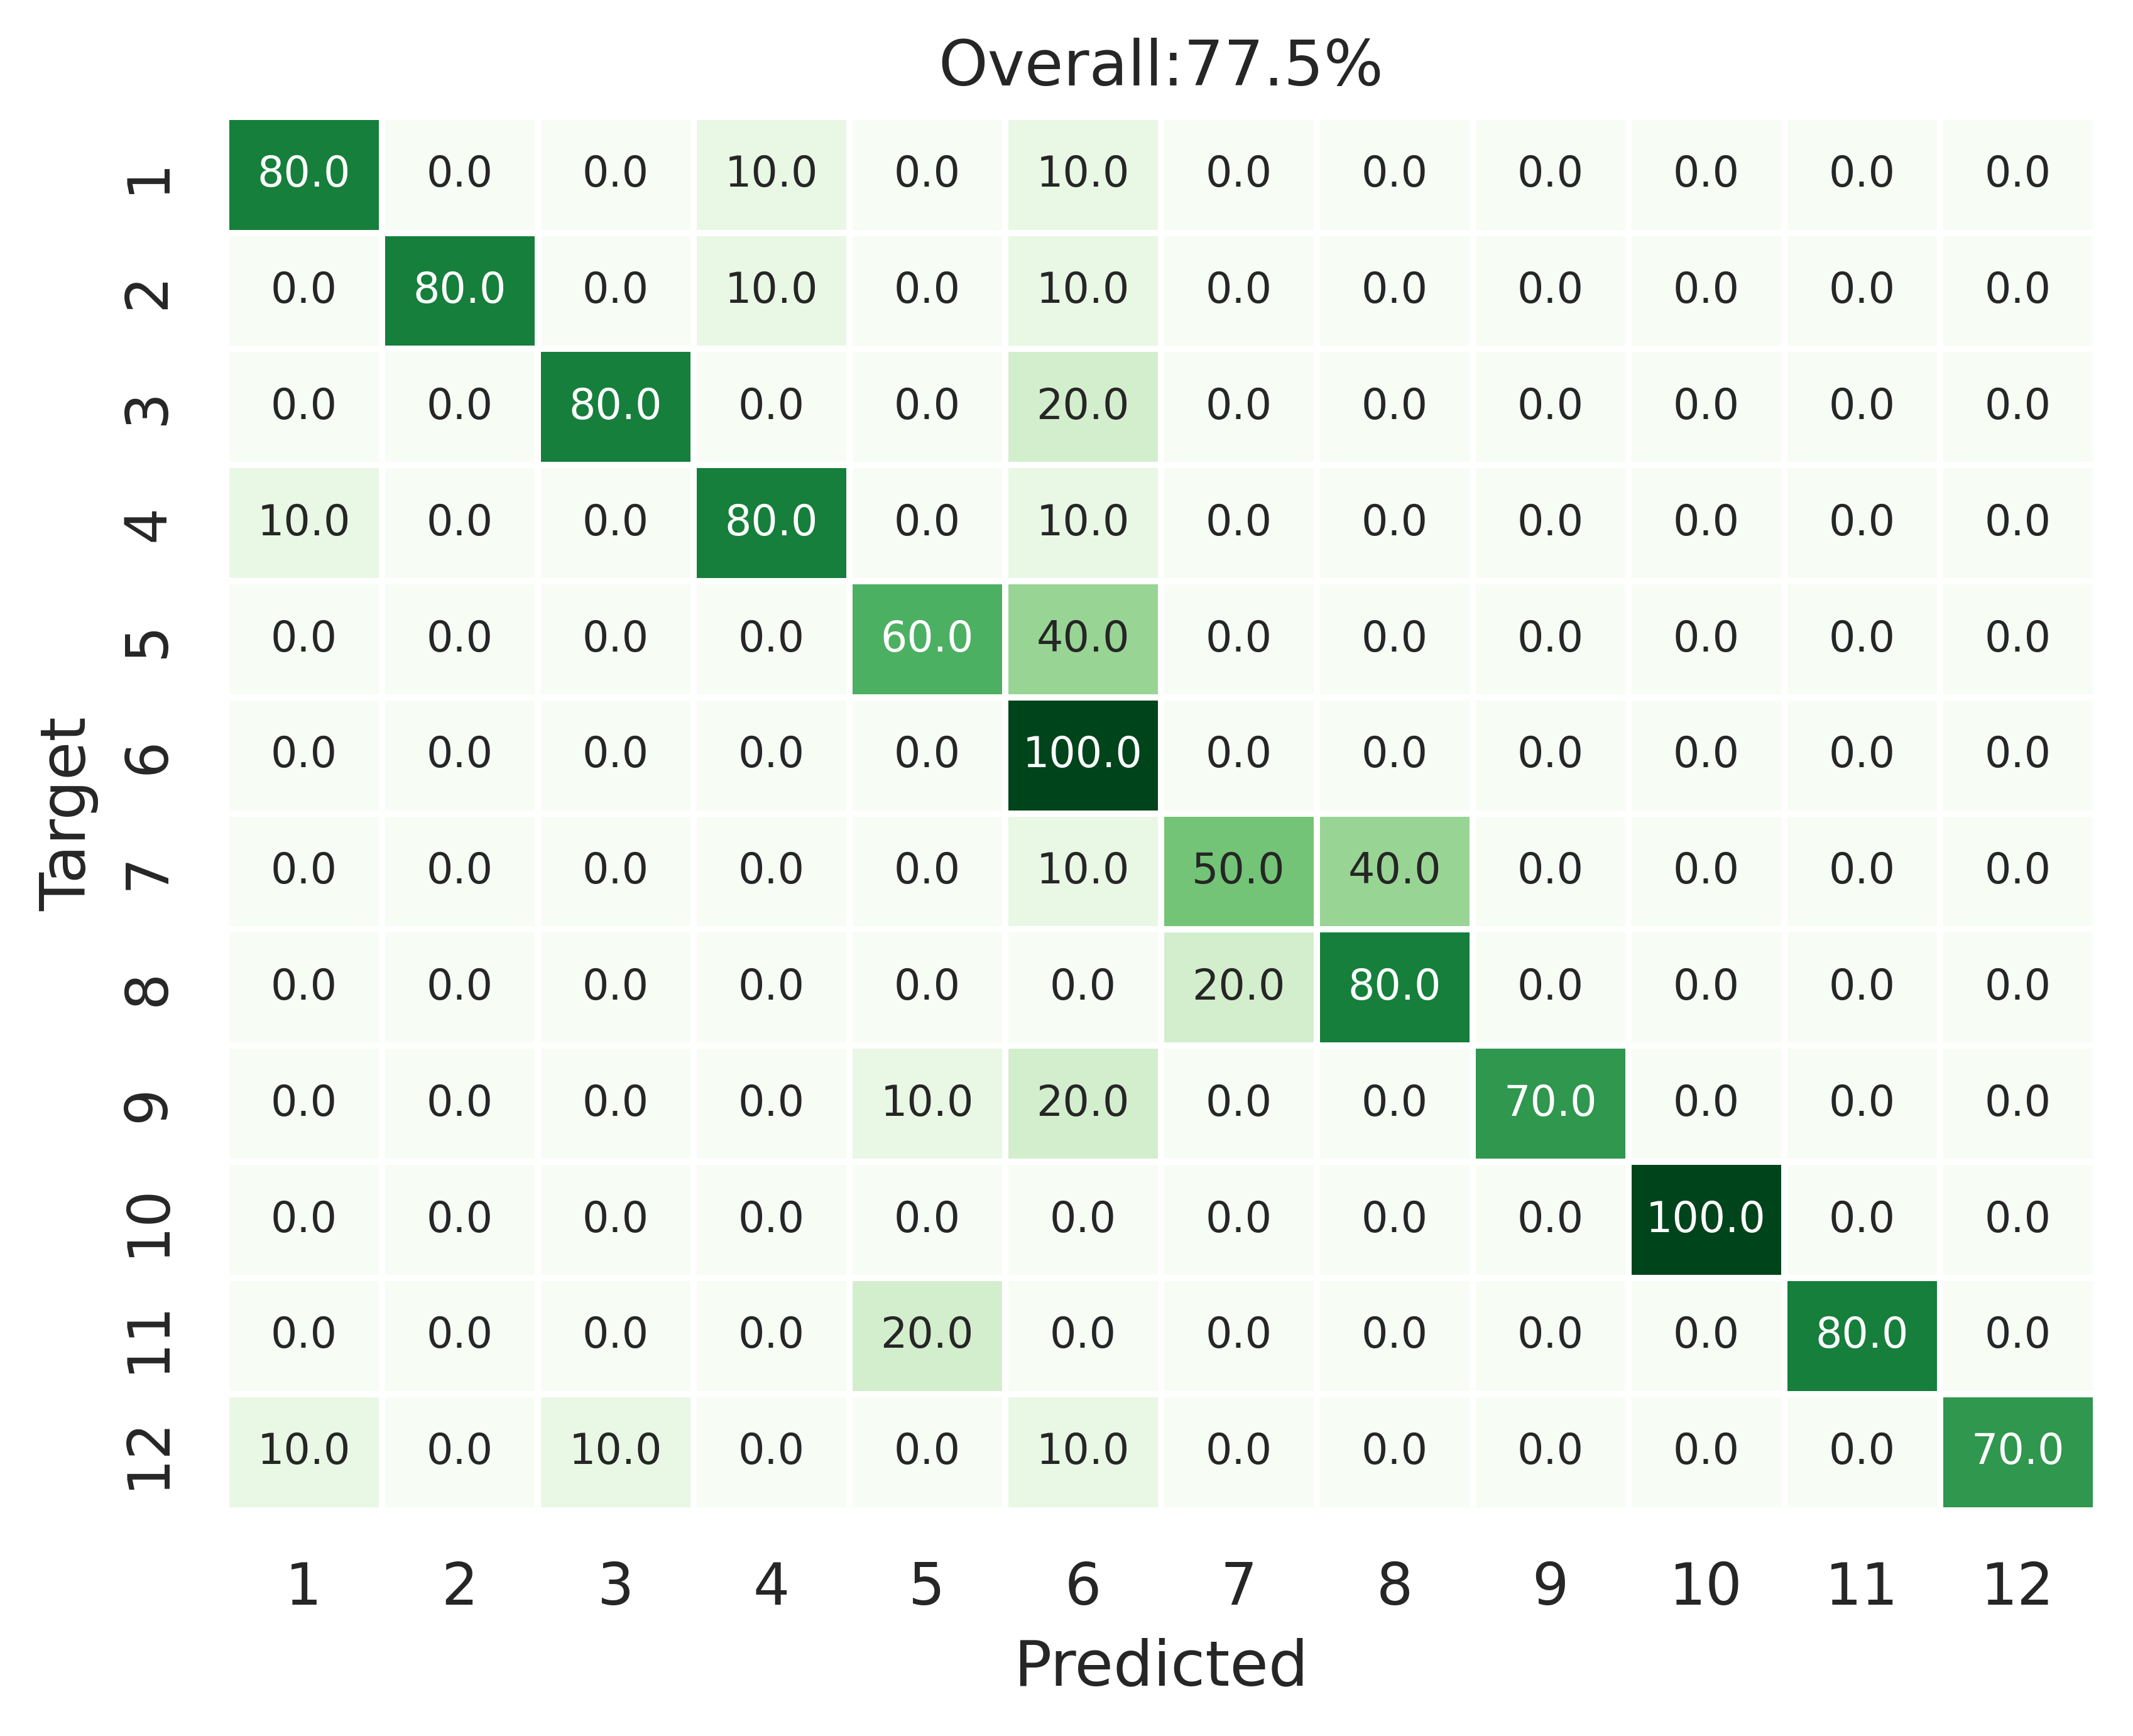 Overall:77.5%
1 80.0 0.0 0.0 10.0 0.0 10.0 0.0 0.0 0.0 0.0 0.0 0.0
2 0.0 80.0 0.0 10.0 0.0 10.0 0.0 0.0 0.0 0.0 0.0 0.0
3 0.0 0.0 80.0 0.0 0.0 20.0 0.0 0.0 0.0 0.0 0.0 0.0
4 10.0 0.0 0.0 80.0 0.0 10.0 0.0 0.0 0.0 0.0 0.0 0.0
5 0.0 0.0 0.0 0.0 60.0 40.0 0.0 0.0 0.0 0.0 0.0 0.0
6 0.0 0.0 0.0 0.0 0.0 100.0 0.0 0.0 0.0 0.0 0.0 0.0
7 0.0 0.0 0.0 0.0 0.0 10.0 50.0 40.0 0.0 0.0 0.0 0.0
8 0.0 0.0 0.0 0.0 0.0 0.0 20.0 80.0 0.0 0.0 0.0 0.0
9 0.0 0.0 0.0 0.0 10.0 20.0 0.0 0.0 70.0 0.0 0.0 0.0
10 0.0 0.0 0.0 0.0 0.0 0.0 0.0 0.0 0.0 100.0 0.0 0.0
11 0.0 0.0 0.0 0.0 20.0 0.0 0.0 0.0 0.0 0.0 80.0 0.0
12 10.0 0.0 10.0 0.0 0.0 10.0 0.0 0.0 0.0 0.0 0.0 70.0
Target
1 2 3 4 5 6 7 8 9 10 11 12
Predicted